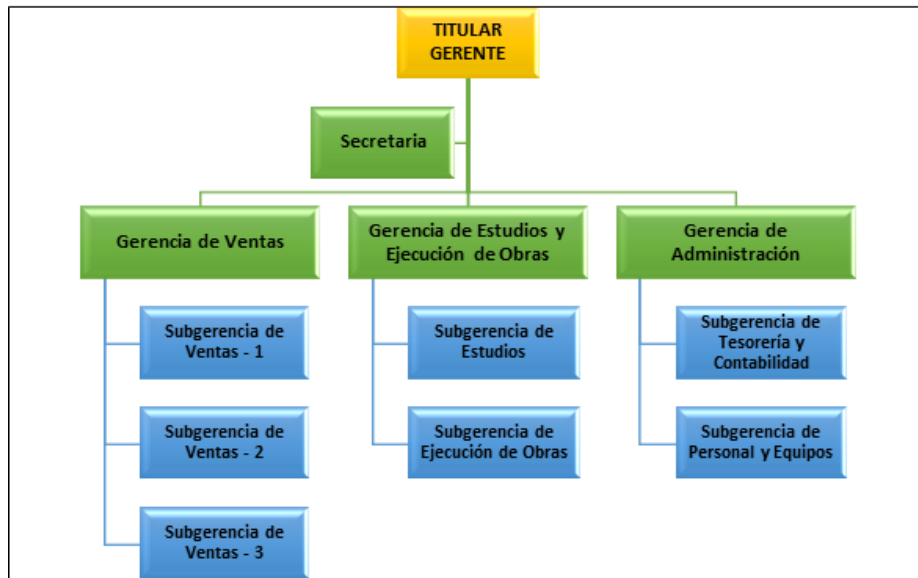 TITULAR
GERENTE
Secretaria
Gerencia de Ventas
Gerencia de Estudios y
Ejecución de Obras
Gerencia de
Administración
Subgerencia de
Ventas - 1
Subgerencia de
Estudios
Subgerencia de
Tesorería y
Contabilidad
Subgerencia de
Ventas - 2
Subgerencia de
Ejecución de Obras
Subgerencia de
Personal y Equipos
Subgerencia de
Ventas - 3